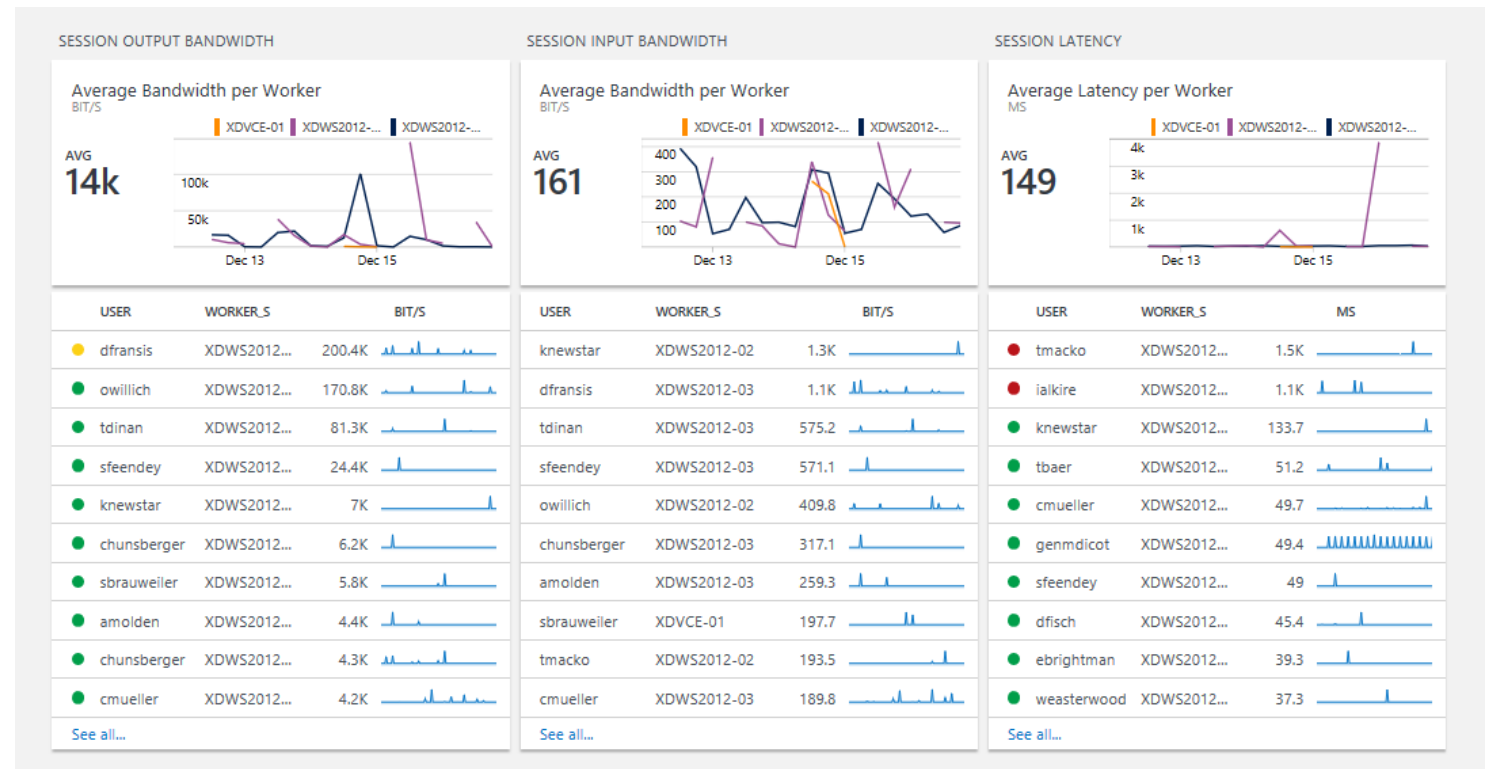 SESSION OUTPUT BANDWIDTH
Average Bandwidth per Worker
BIT/S
XDVCE-01 XDWS2012-... XDWS2012-...
AVG
14k
100k
50k
Dec 13 Dec 15
USER WORKER_S BIT/S
dfransis XDWS2012... 200.4K
owillich XDWS2012... 170.8K
tdinan XDWS2012... 81.3K
sfeendey XDWS2012... 24.4K
knewstar XDWS2012... 7K
chunsberger XDWS2012... 6.2K
sbrauweiler XDWS2012... 5.8K
amolden XDWS2012... 4.4K
chunsberger XDWS2012... 4.3K
cmueller XDWS2012... 4.2K
See all...
SESSION INPUT BANDWIDTH
Average Bandwidth per Worker
BIT/S
XDVCE-01 XDWS2012-... XDWS2012-...
AVG
161
400
300
200
100
Dec 13 Dec 15
USER WORKER_S BIT/S
knewstar XDWS2012-02 1.3K
dfransis XDWS2012-03 1.1K
tdinan XDWS2012-03 575.2
sfeendey XDWS2012-03 571.1
owillich XDWS2012-02 409.8
chunsberger XDWS2012-03 317.1
amolden XDWS2012-03 259.3
sbrauweiler XDVCE-01 197.7
tmacko XDWS2012-02 193.5
cmueller XDWS2012-03 189.8
See all...
SESSION LATENCY
Average Latency per Worker
MS
XDVCE-01 XDWS2012-... XDWS2012-...
AVG
149
4k
3k
2k
1k
Dec 13 Dec 15
USER WORKER_S MS
tmacko XDWS2012... 1.5K
ialkire XDWS2012... 1.1K
knewstar XDWS2012... 133.7
tbaer XDWS2012... 51.2
cmueller XDWS2012... 49.7
genmdicot XDWS2012... 49.4
sfeendey XDWS2012... 49
dfisch XDWS2012... 45.4
ebrightman XDWS2012... 39.3
weasterwood XDWS2012... 37.3
See all...